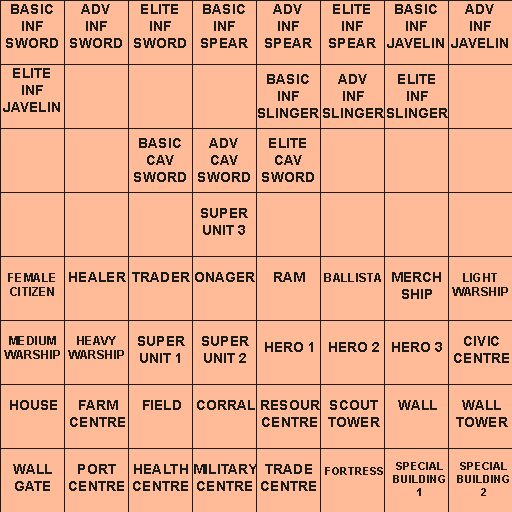 BASIC INF SWORD
ADV INF SWORD
ELITE INF SWORD
BASIC INF SPEAR
ADV INF SPEAR
ELITE INF SPEAR
BASIC INF JAVELIN
ADV INF JAVELIN
ELITE INF JAVELIN
BASIC INF SLINGER
ADV INF SLINGER
ELITE INF SLINGER
BASIC CAV SWORD
ADV CAV SWORD
ELITE CAV SWORD
SUPER UNIT 3
FEMALE CITIZEN
HEALER
TRADER
ONAGER
RAM
BALLISTA
MERCH SHIP
LIGHT WARSHIP
MEDIUM WARSHIP
HEAVY WARSHIP
SUPER UNIT 1
SUPER UNIT 2
HERO 1
HERO 2
HERO 3
CIVIC CENTRE
HOUSE
FARM CENTRE
FIELD
CORRAL
RESOUR CENTRE
SCOUT TOWER
WALL
WALL TOWER
WALL GATE
PORT CENTRE
HEALTH CENTRE
MILITARY CENTRE
TRADE CENTRE
FORTRESS
SPECIAL BUILDING 1
SPECIAL BUILDING 2